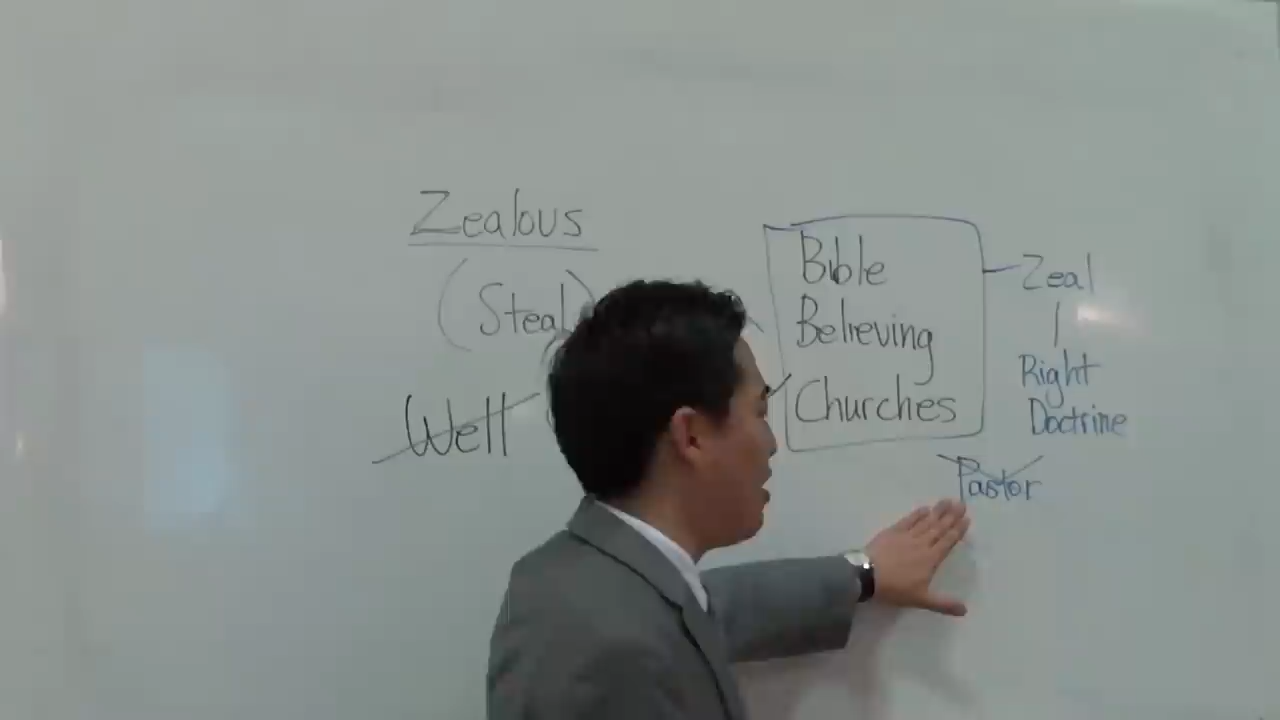 Zealous
(Steal)
Well
Bible
Believing
Churches
Zeal
Right
Doctrine
Pastor